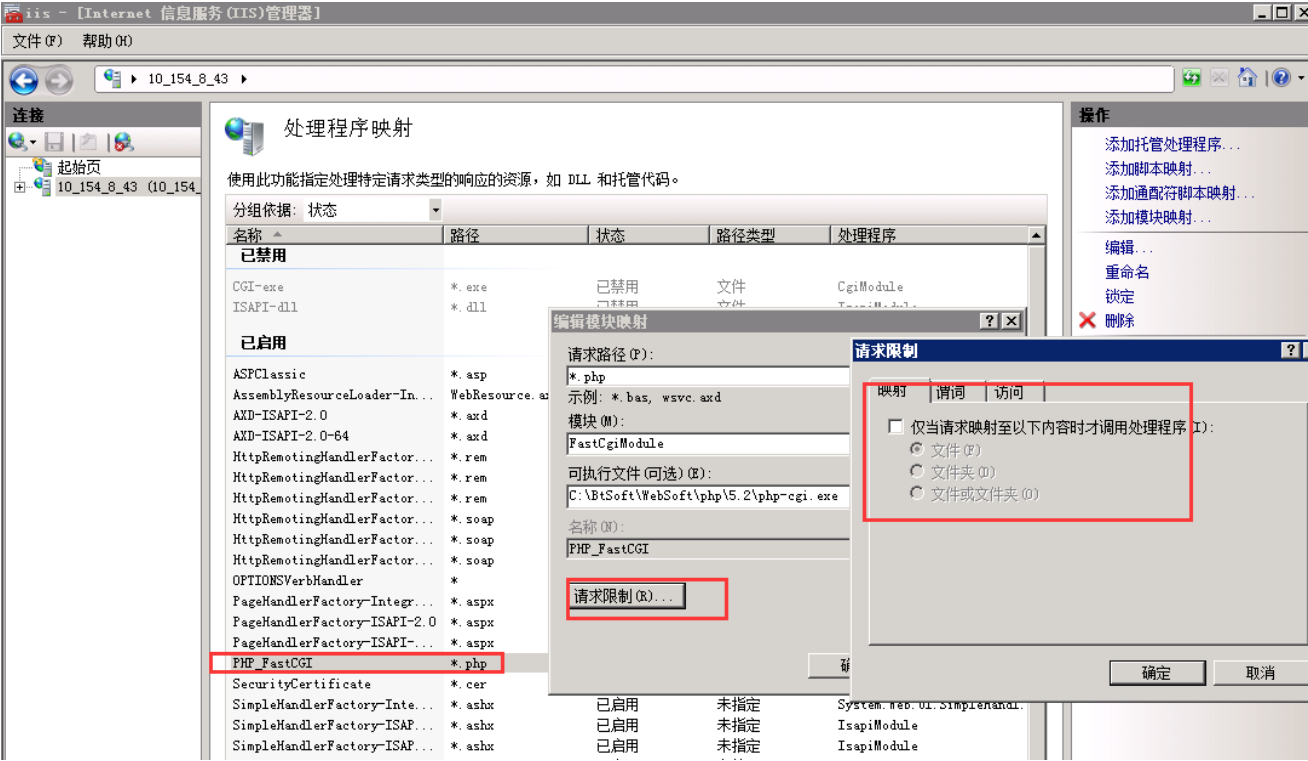 iis - [Internet 信息服务(IIS)管理器]
文件(F) 帮助(H)
10_154_8_43
连接
起始页
10_154_8_43 (10_154_
处理程序映射
使用此功能指定处理特定请求类型的响应的资源，如 DLL 和托管代码。
分组依据: 状态
名称 路径 状态 路径类型 处理程序
已禁用
CGI-exe *.exe 已禁用 文件 CgiModule
ISAPI-dll *.dll 已禁用 文件 IsapiModule
已启用
ASPClassic *.asp
AssemblyResourceLoader-In... WebResource.ax
AXD-ISAPI-2.0 *.axd
AXD-ISAPI-2.0-64 *.axd
HttpRemotingHandlerFactor... *.rem
HttpRemotingHandlerFactor... *.rem
HttpRemotingHandlerFactor... *.rem
HttpRemotingHandlerFactor... *.soap
HttpRemotingHandlerFactor... *.soap
HttpRemotingHandlerFactor... *.soap
OPTIONSVerbHandler *
PageHandlerFactory-Integr... *.aspx
PageHandlerFactory-ISAPI-2.0 *.aspx
PageHandlerFactory-ISAPI-... *.aspx
PHP_FastCGI *.php
SecurityCertificate *.cer
SimpleHandlerFactory-Inte... *.ashx 已启用 未指定 System.Web.UI.SimpleHandl.
SimpleHandlerFactory-ISAP... *.ashx 已启用 未指定 IsapiModule
SimpleHandlerFactory-ISAP... *.ashx 已启用 未指定 IsapiModule
编辑模块映射
请求路径(P):
*.php
示例: *.bas, wsvc.axd
模块(M):
FastCgiModule
可执行文件(可选)(E):
C:\BtSoft\WebSoft\php\5.2\php-cgi.exe
名称(N):
PHP_FastCGI
请求限制(R)...
确
请求限制
映射 谓词 访问
仅当请求映射至以下内容时才调用处理程序(I):
文件(F)
文件夹(D)
文件或文件夹(O)
确定 取消
操作
添加托管处理程序...
添加脚本映射...
添加通配符脚本映射...
添加模块映射...
编辑...
重命名
锁定
删除